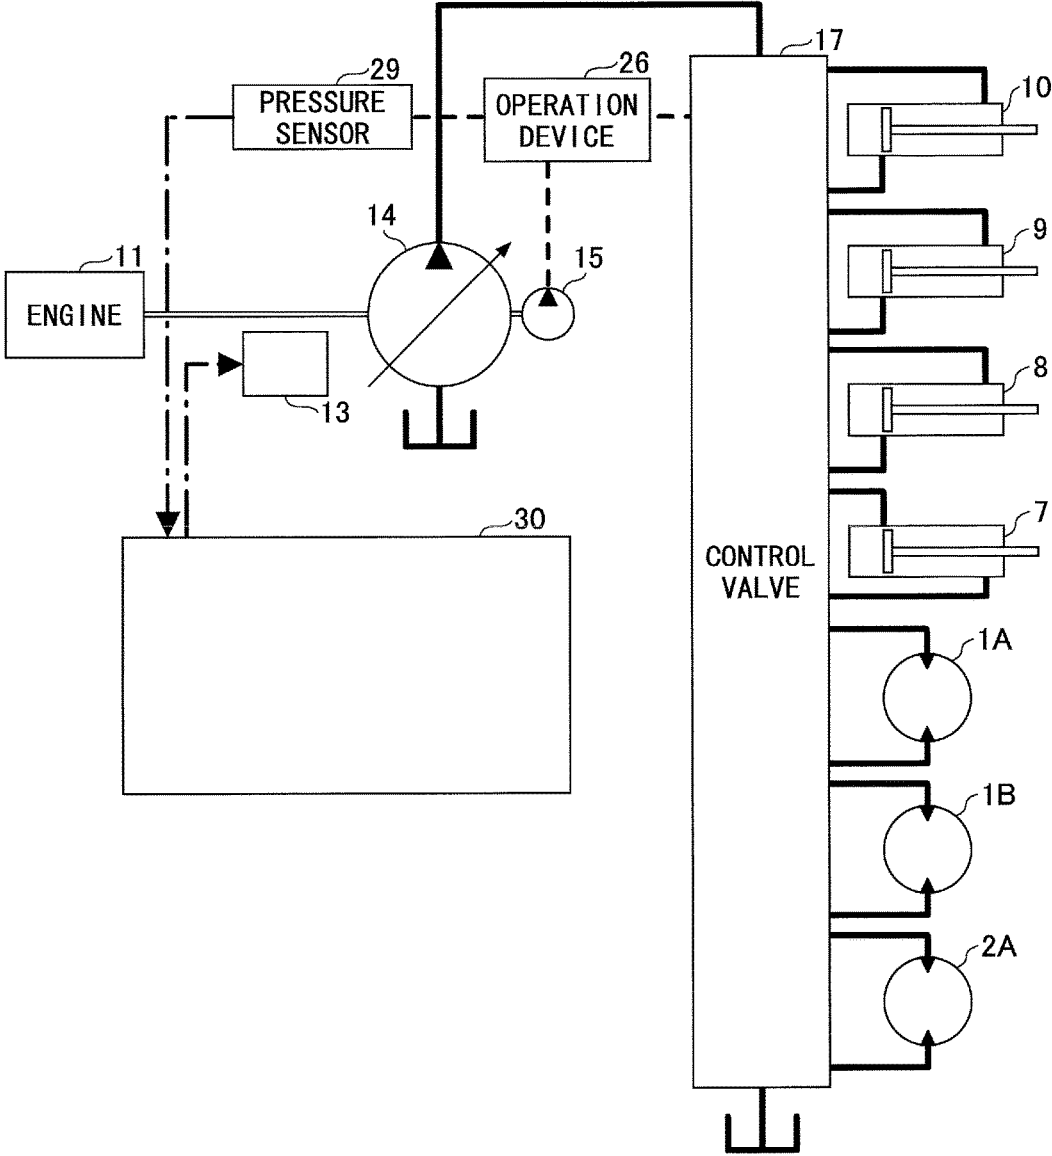 17
29
26
PRESSURE
SENSOR
OPERATION
DEVICE
10
14
9
11
15
ENGINE
8
13
30
7
CONTROL
VALVE
1A
1B
2A